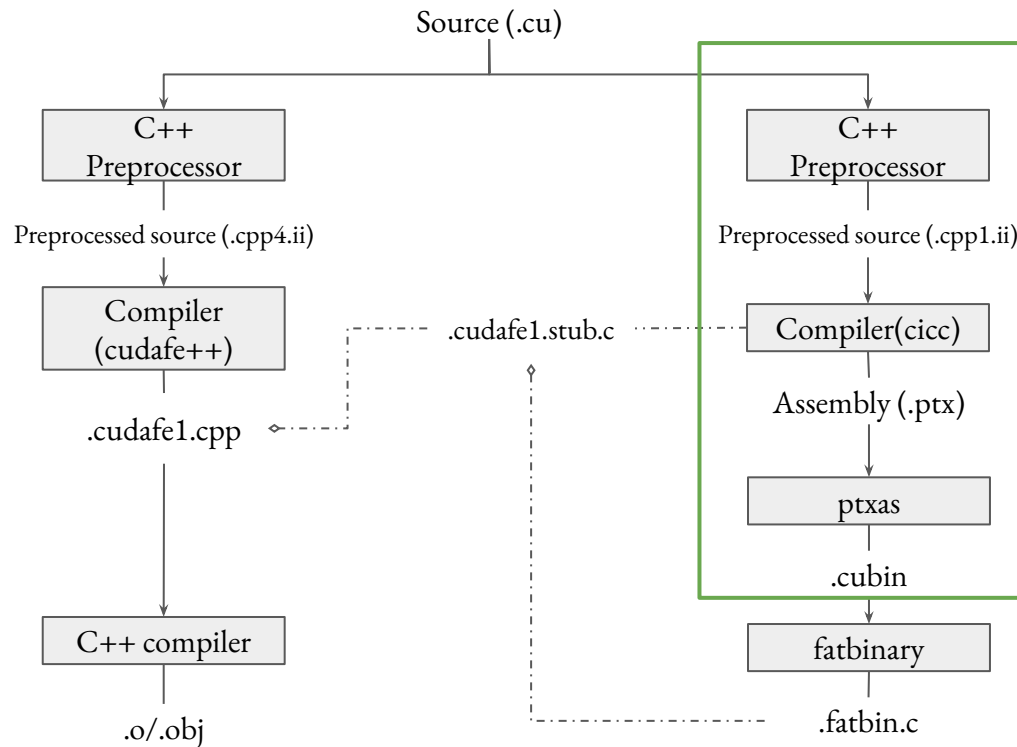 Source (.cu)
C++
Preprocessor
C++
Preprocessor
Preprocessed source (.cpp4.ii)
Preprocessed source (.cpp1.ii)
Compiler
(cudafe++)
.cudafe1.stub.c
Compiler(cicc)
Assembly (.ptx)
.cudafe1.cpp
ptxas
.cubin
C++ compiler
fatbinary
.o/.obj
.fatbin.c